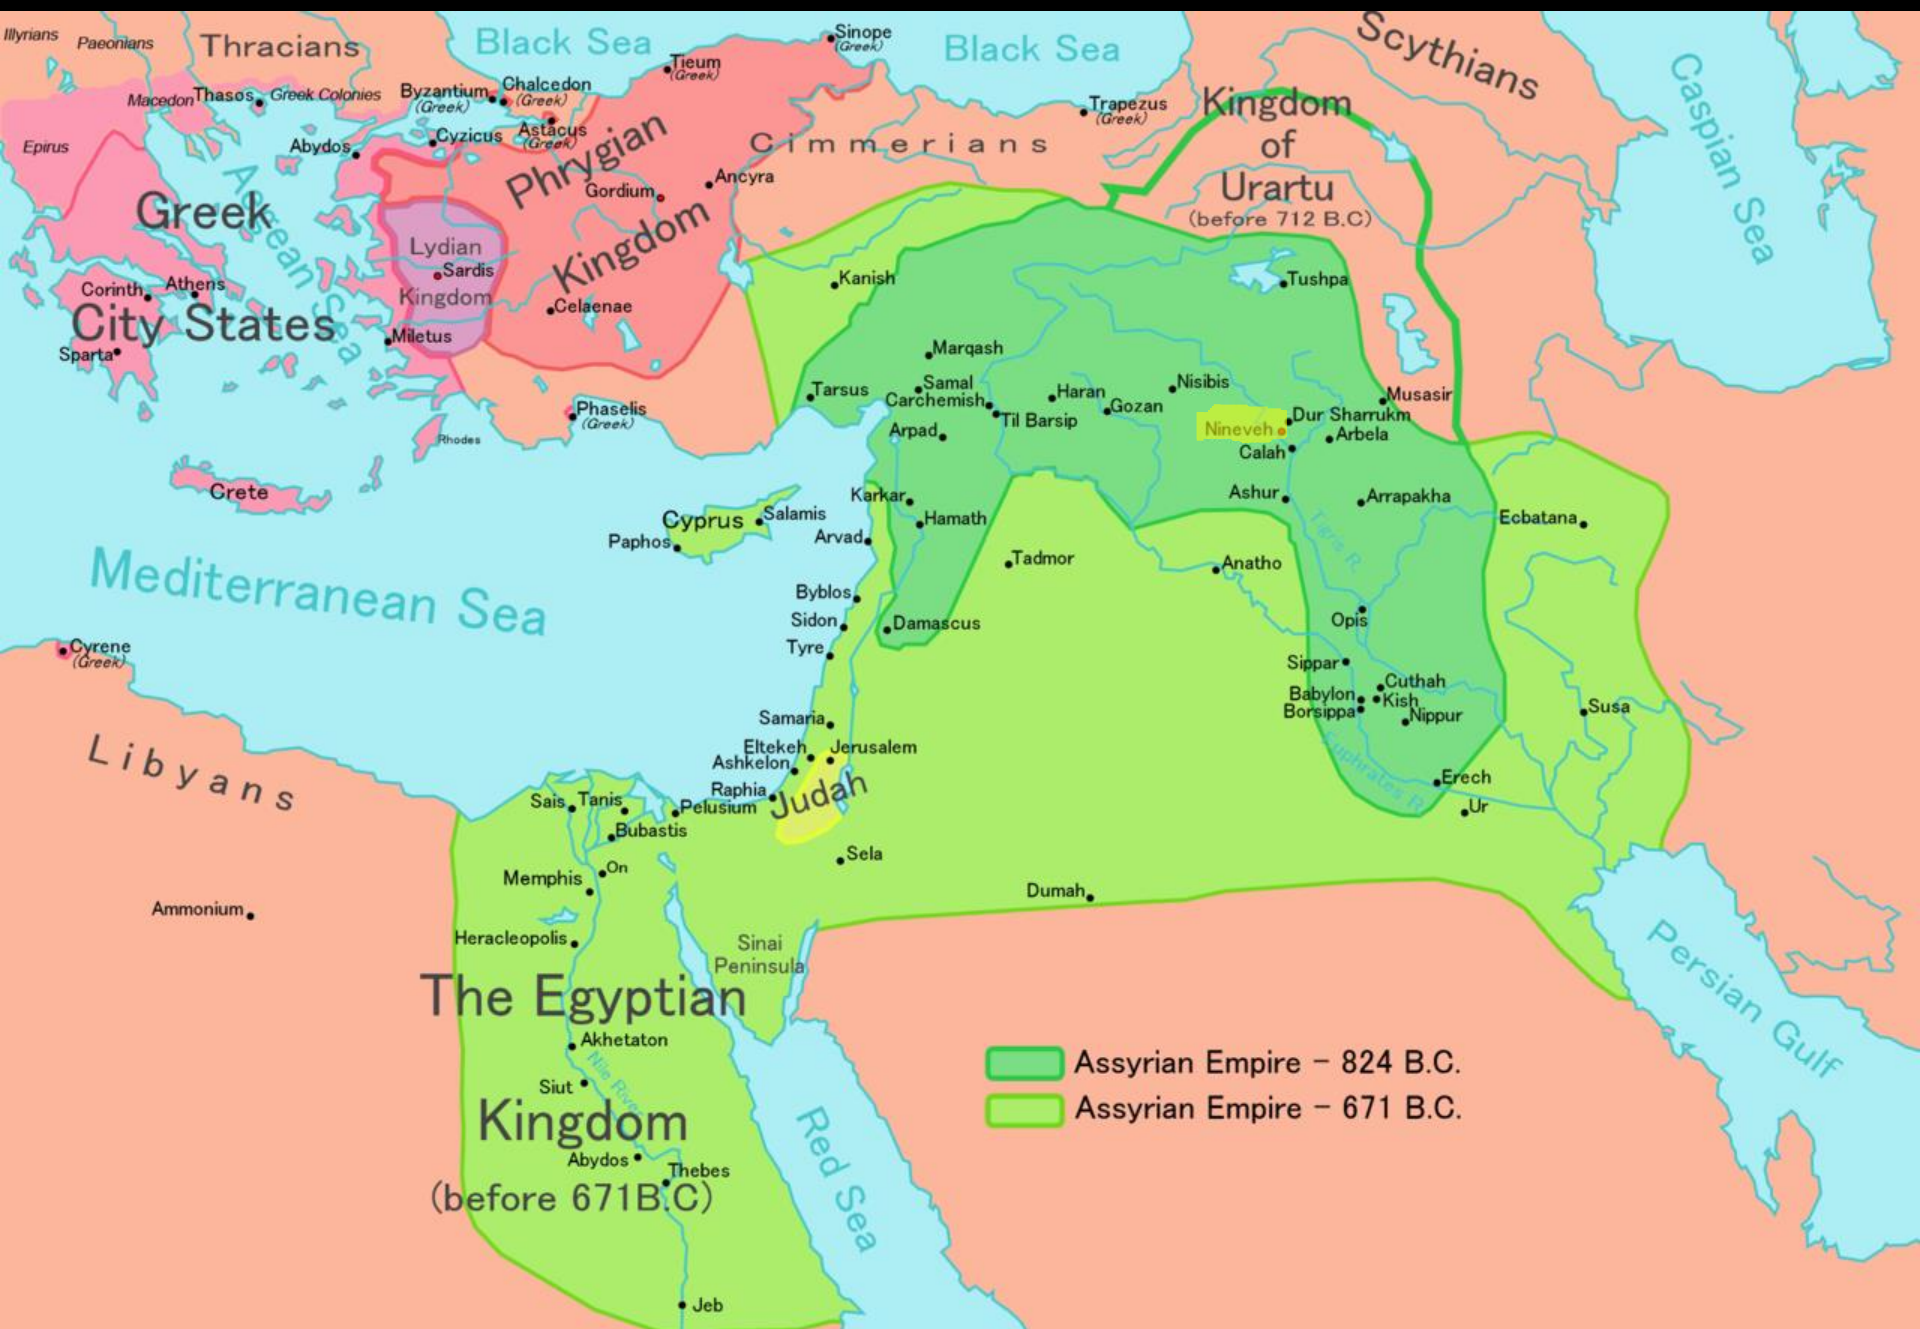 Illyrians
Paeonians
Thracians
Black Sea
Sinope
(Greek)
Black Sea
Scythians
Caspian Sea
Tieum
(Greek)
Macedon
Thasos
Greek Colonies
Byzantium
(Greek)
Chalcedon
(Greek)
Trapezus
(Greek)
Kingdom
of
Urartu
(before 712 B.C)
Epirus
Abydos
Cyzicus
Astacus
(Greek)
Cimmerians
Phrygian
Kingdom
Gordium
Ancyra
Greek
City States
Aegean Sea
Lydian
Kingdom
Sardis
Kanish
Tushpa
Corinth
Athens
Celaenae
Sparta
Miletus
Marqash
Tarsus
Samal
Carchemish
Haran
Gozan
Nisibis
Musasir
Til Barsip
Dur Sharrukm
Nineveh
Arbela
Phaselis
(Greek)
Rhodes
Arpad
Calah
Crete
Karkar
Ashur
Arrapakha
Cyprus
Salamis
Hamath
Ecbatana
Paphos
Arvad
Tigris R.
Mediterranean Sea
Tadmor
Anatho
Byblos
Sidon
Damascus
Opis
Tyre
Cyrene
(Greek)
Sippar
Cuthah
Babylon
Kish
Borsippa
Nippur
Susa
Samaria
Eltekeh
Jerusalem
Ashkelon
Euphrates R.
Libyans
Raphia
Judah
Erech
Ur
Sais
Tanis
Pelusium
Bubastis
Sela
On
Memphis
Dumah
Ammonium
Heracleopolis
Sinai
Peninsula
Persian Gulf
The Egyptian
Kingdom
(before 671B.C)
Akhetaton
Nile River
Siut
Abydos
Thebes
Red Sea
Jeb
Assyrian Empire - 824 B.C.
Assyrian Empire - 671 B.C.